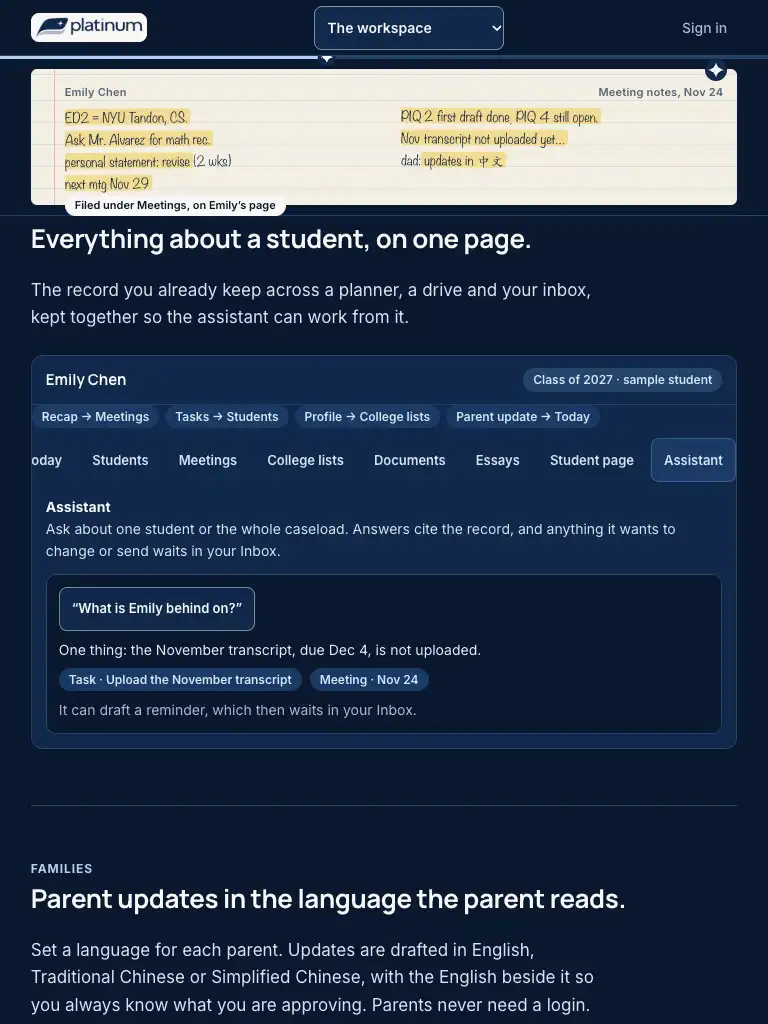 platinum
The workspace
Sign in
Emily Chen
Meeting notes, Nov 24
ED2 = NYU Tandon, CS.
Ask Mr. Alvarez for math rec.
personal statement: revise (2 wks)
next mtg Nov 29
PIQ 2 first draft done, PIQ 4 still open.
Nov transcript not uploaded yet...
dad: updates in 中文
Filed under Meetings, on Emily's page
Everything about a student, on one page.
The record you already keep across a planner, a drive and your inbox,
kept together so the assistant can work from it.
Emily Chen
Class of 2027 · sample student
Recap → Meetings
Tasks → Students
Profile → College lists
Parent update → Today
oday
Students
Meetings
College lists
Documents
Essays
Student page
Assistant
Assistant
Ask about one student or the whole caseload. Answers cite the record, and anything it wants to
change or send waits in your Inbox.
“What is Emily behind on?”
One thing: the November transcript, due Dec 4, is not uploaded.
Task · Upload the November transcript
Meeting · Nov 24
It can draft a reminder, which then waits in your Inbox.
FAMILIES
Parent updates in the language the parent reads.
Set a language for each parent. Updates are drafted in English,
Traditional Chinese or Simplified Chinese, with the English beside it so
you always know what you are approving. Parents never need a login.